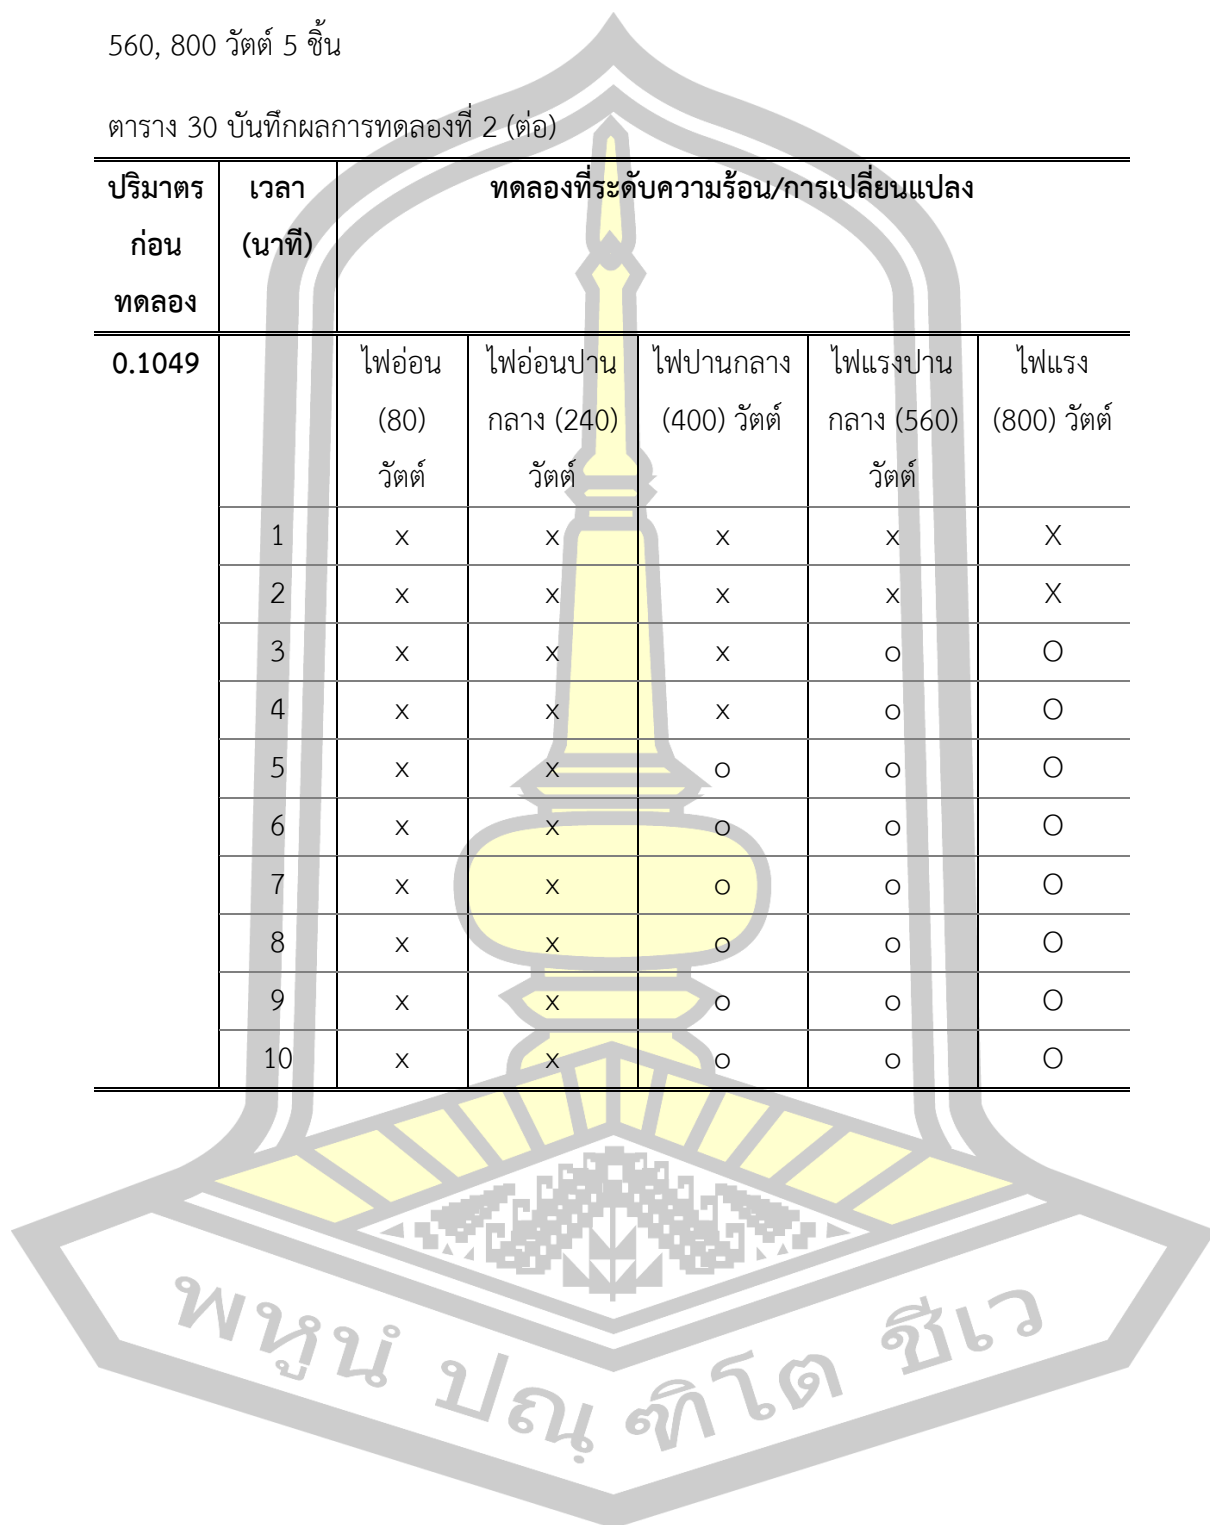 560, 800 วัตต์ 5 ชิ้น
ตาราง 30 บันทึกผลการทดลองที่ 2 (ต่อ)
ปริมาตร เวลา ทดลองที่ระดับความร้อน/การเปลี่ยนแปลง
ก่อน (นาที)
ทดลอง
0.1049 ไฟอ่อน ไฟอ่อนปาน ไฟปานกลาง ไฟแรงปาน ไฟแรง
(80) กลาง (240) (400) วัตต์ กลาง (560) (800) วัตต์
วัตต์ วัตต์ วัตต์
1 x x x x X
2 x x x x X
3 x x x o O
4 x x x o O
5 x x o o O
6 x x o o O
7 x x o o O
8 x x o o O
9 x x o o O
10 x x o o O
พหูนํ ปณฺฑิโต ชีเว